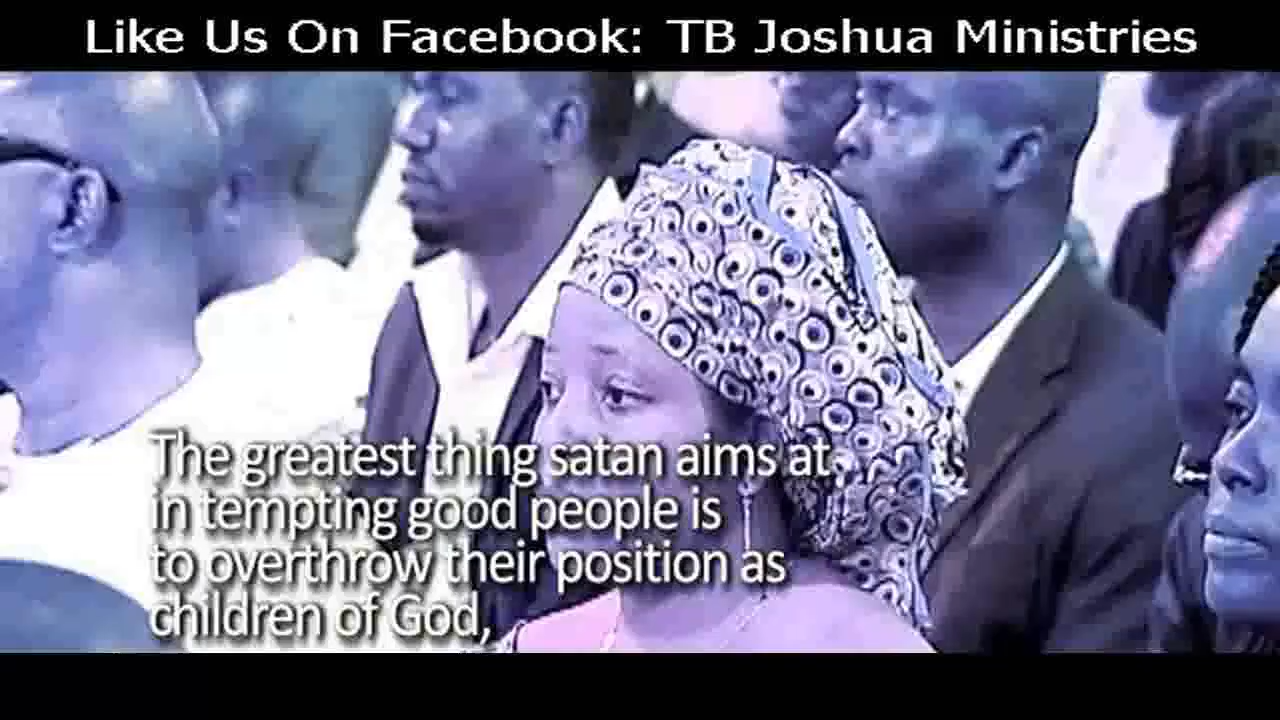 Like Us On Facebook: TB Joshua Ministries
The greatest thing satan aims at
in tempting good people is
to overthrow their position as
children of God,